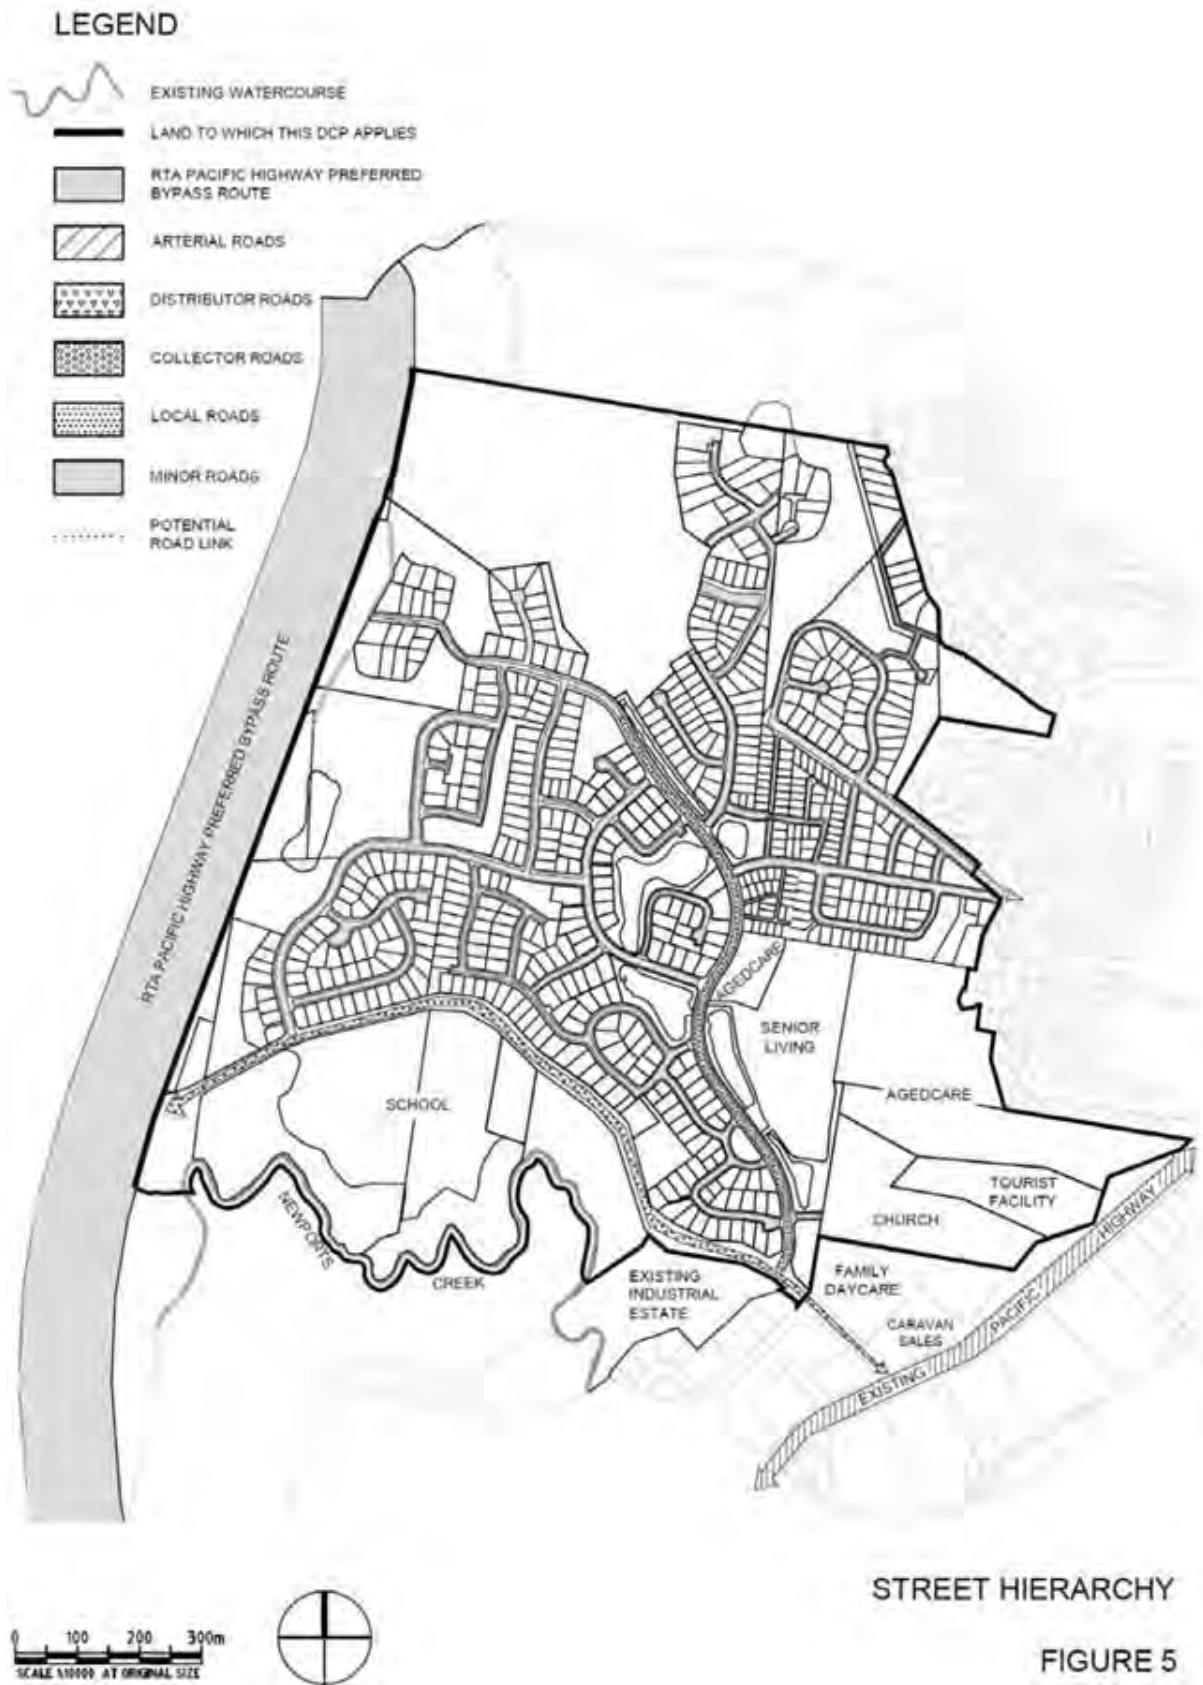 LEGEND
EXISTING WATERCOURSE
LAND TO WHICH THIS DCP APPLIES
RTA PACIFIC HIGHWAY PREFERRED
BYPASS ROUTE
ARTERIAL ROADS
DISTRIBUTOR ROADS
COLLECTOR ROADS
LOCAL ROADS
MINOR ROADS
POTENTIAL
ROAD LINK
RTA PACIFIC HIGHWAY PREFERRED BYPASS ROUTE
AGEDCARE
SENIOR
LIVING
SCHOOL
AGEDCARE
TOURIST
FACILITY
CHURCH
NEWPORTS
CREEK
EXISTING
INDUSTRIAL
ESTATE
FAMILY
DAYCARE
CARAVAN
SALES
EXISTING PACIFIC HIGHWAY
STREET HIERARCHY
FIGURE 5
0 100 200 300m
SCALE 1:10000 AT ORIGINAL SIZE